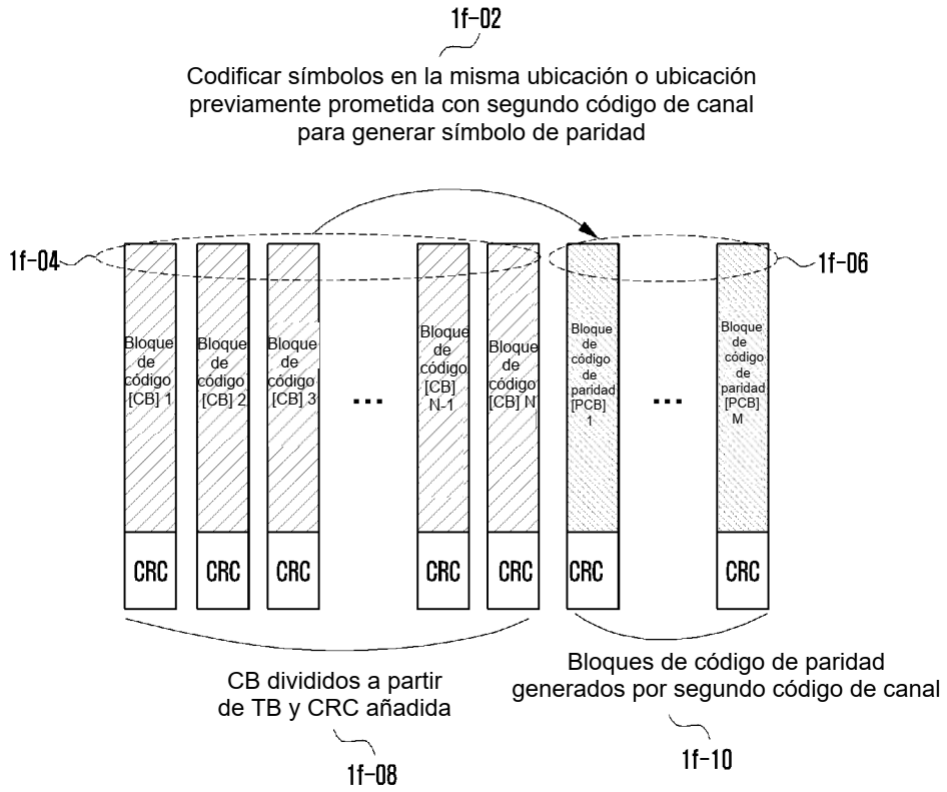 1f-02
Codificar símbolos en la misma ubicación o ubicación
previamente prometida con segundo código de canal
para generar símbolo de paridad
1f-04
1f-06
Bloque
de
código
[CB] 1
Bloque
de
código
[CB] 2
Bloque
de
código
[CB] 3
...
Bloque
de
código
[CB]
N-1
Bloque
de
código
[CB] N
Bloque
de
código
de
paridad
[PCB]
1
...
Bloque
de
código
de
paridad
[PCB]
M
CRC
CRC
CRC
CRC
CRC
CRC
CRC
CB divididos a partir
de TB y CRC añadida
1f-08
Bloques de código de paridad
generados por segundo código de canal
1f-10